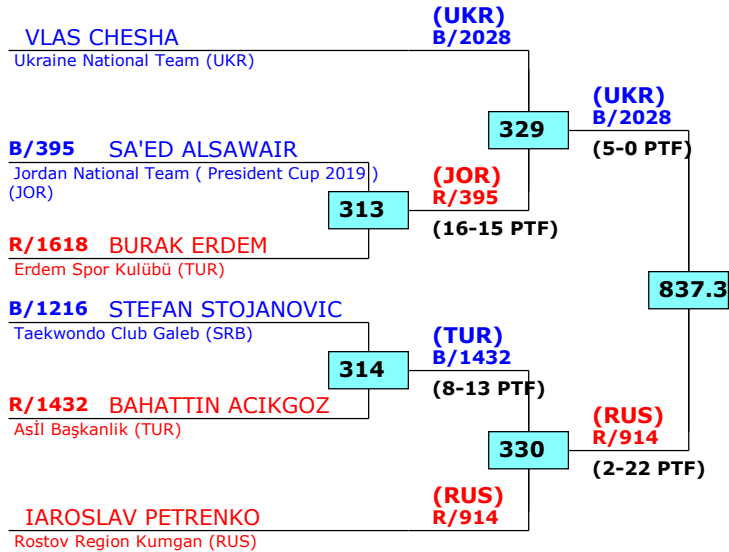 VLAS CHESHA
Ukraine National Team (UKR)
(UKR)
B/2028
329
(UKR)
B/2028
(5-0 PTF)
B/395 SA'ED ALSAWAIR
Jordan National Team ( President Cup 2019 )
(JOR)
313
(JOR)
R/395
(16-15 PTF)
R/1618 BURAK ERDEM
Erdem Spor Kulübü (TUR)
837.3
B/1216 STEFAN STOJANOVIC
Taekwondo Club Galeb (SRB)
314
(TUR)
B/1432
(8-13 PTF)
R/1432 BAHATTIN ACIKGOZ
Asİl Başkanlik (TUR)
330
(RUS)
R/914
(2-22 PTF)
IAROSLAV PETRENKO
Rostov Region Kumgan (RUS)
(RUS)
R/914